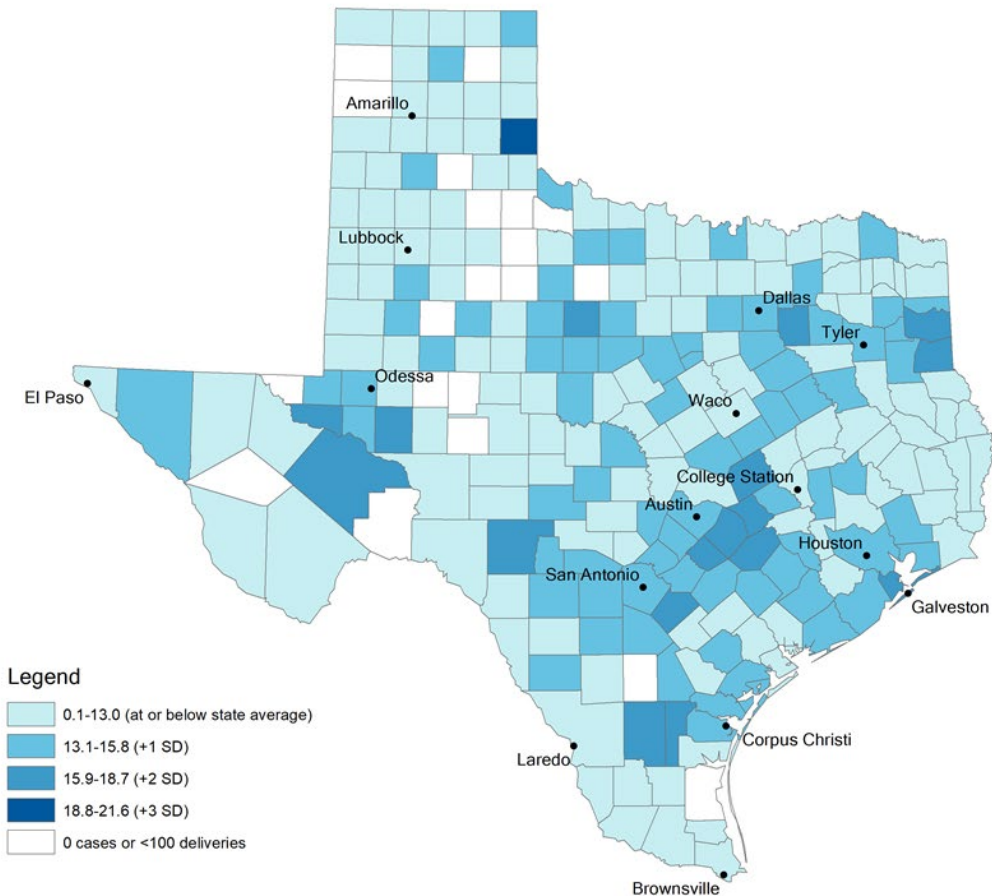 Amarillo
Lubbock
Dallas
Tyler
Odessa
El Paso
Waco
College Station
Austin
Houston
San Antonio
Galveston
Legend
0.1-13.0 (at or below state average)
13.1-15.8 (+1 SD)
Corpus Christi
Laredo
15.9-18.7 (+2 SD)
18.8-21.6 (+3 SD)
0 cases or <100 deliveries
Brownsville